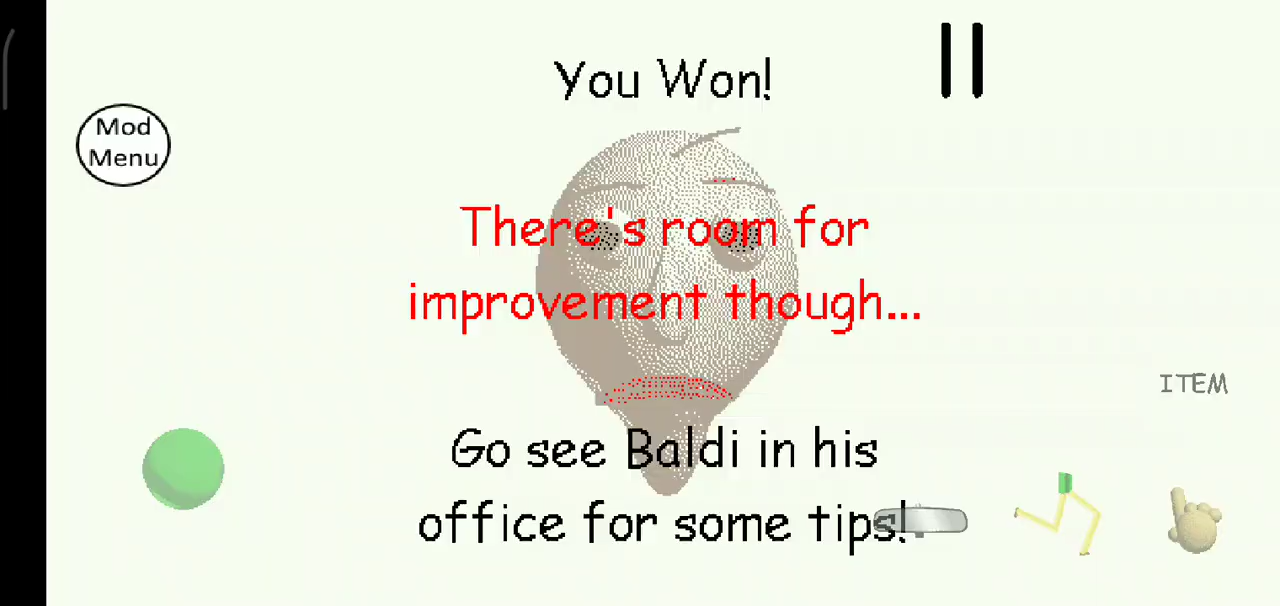 You Won!
Mod
Menu
There's room for
improvement though...
ITEM
Go see Baldi in his
office for some tips!